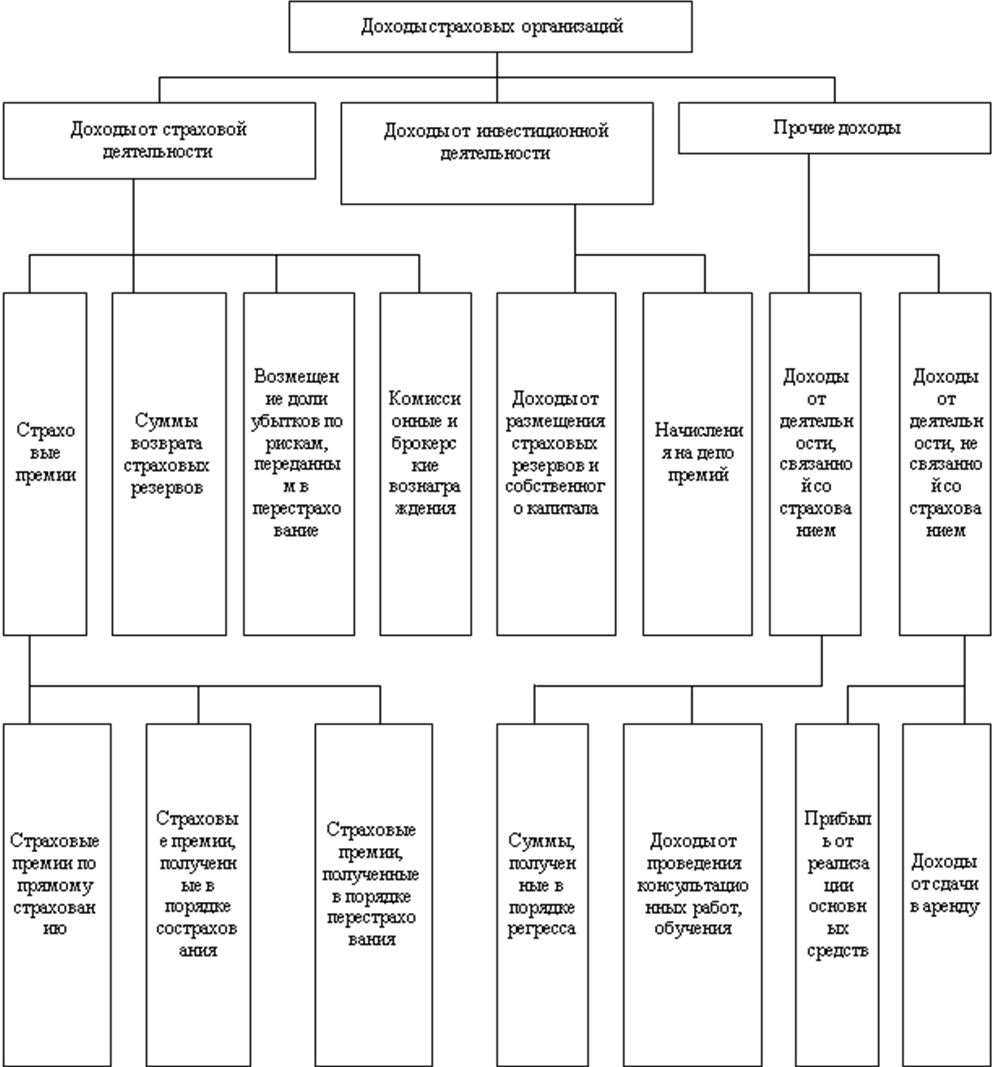 Доходы страховых организаций
Доходы от страховой
деятельности
Доходы от инвестиционной
деятельности
Прочие доходы
Страхо
вые
премии
Суммы
возврата
страховых
резервов
Возмещен
ие доли
убытков по
рискам,
переданны
м в
перестрахо
вание
Комисси
онные и
брокерс
кие
вознагра
ждения
Доходы от
размещения
страховых
резервов и
собственног
о капитала
Начислени
я на депо
премий
Доходы
от
деятельн
ости,
связанно
й со
страхова
нием
Доходы
от
деятельн
ости, не
связанно
й со
страхова
нием
Страховые
премии по
прямому
страхован
ию
Страховы
е премии,
полученн
ые в
порядке
сострахов
ания
Страховые
премии,
полученные
в порядке
перестрахо
вания
Суммы,
получен
ные в
порядке
регресса
Доходы от
проведения
консультацио
нных работ,
обучения
Прибыл
ь от
реализа
ции
основн
ых
средств
Доходы
от сдачи
в аренду